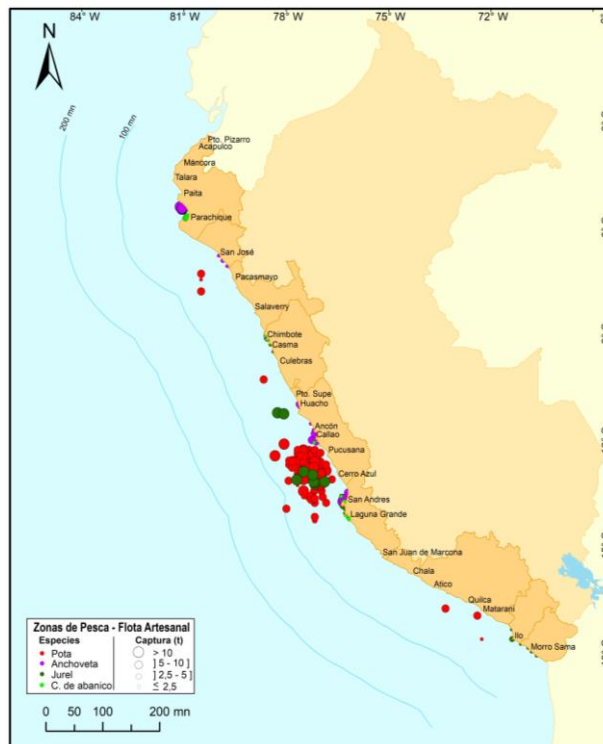 84° W
81° W
78° W
75° W
72° W
N
200 mn
100 mn
Pto. Pizarro
Acapulco
Máncora
Talara
Paita
Parachique
San José
Pacasmayo
Salaverry
Chimbote
Casma
Culebras
Pto. Supe
Huacho
Ancón
Callao
Pucusana
Cerro Azul
San Andres
Laguna Grande
San Juan de Marcona
Chala
Atico
Quilca
Matarani
Ilo
Morro Sama
Zonas de Pesca - Flota Artesanal
Especies Captura (t)
Pota > 10
Anchoveta ] 5 - 10 ]
Jurel ] 2,5 - 5 ]
C. de abanico ≤ 2,5
0 50 100 200 mn